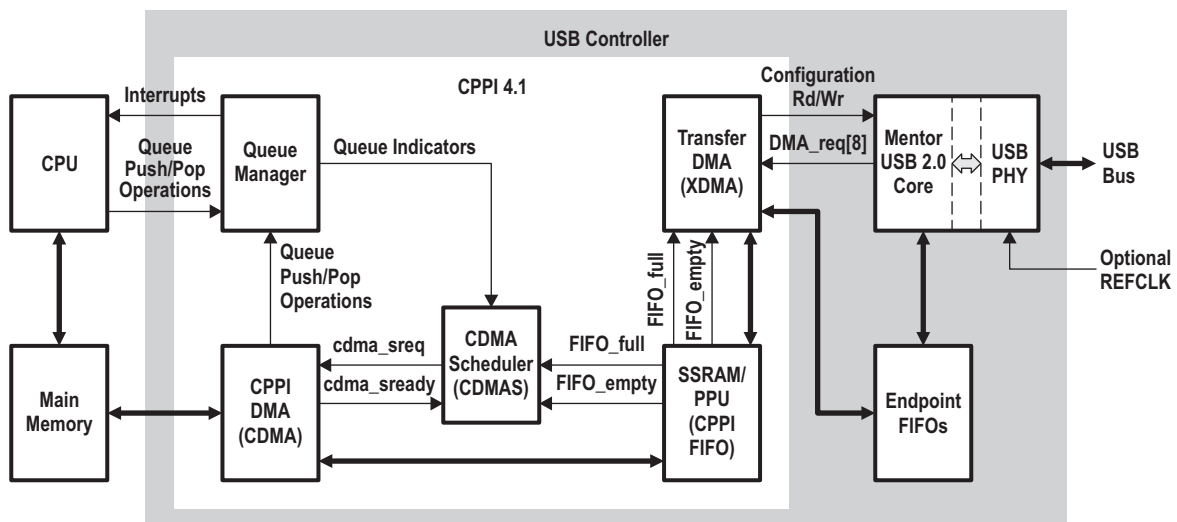 USB Controller
CPPI 4.1
Interrupts
CPU
Queue
Push/Pop
Operations
Queue
Manager
Queue Indicators
Transfer
DMA
(XDMA)
Configuration
Rd/Wr
DMA_req[8]
Mentor
USB 2.0
Core
USB
PHY
USB
Bus
Optional
REFCLK
Queue
Push/Pop
Operations
FIFO_full
FIFO_empty
Main
Memory
CPPI
DMA
(CDMA)
cdma_sreq
cdma_sready
CDMA
Scheduler
(CDMAS)
FIFO_full
FIFO_empty
SSRAM/
PPU
(CPPI
FIFO)
Endpoint
FIFOs